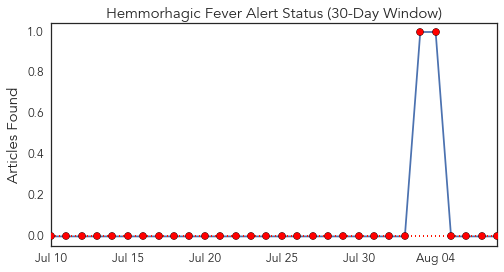 Hemmorhagic Fever Alert Status (30-Day Window)
Articles Found
1.0
0.8
0.6
0.4
0.2
0.0
Jul 10
Jul 15
Jul 20
Jul 25
Jul 30
Aug 04